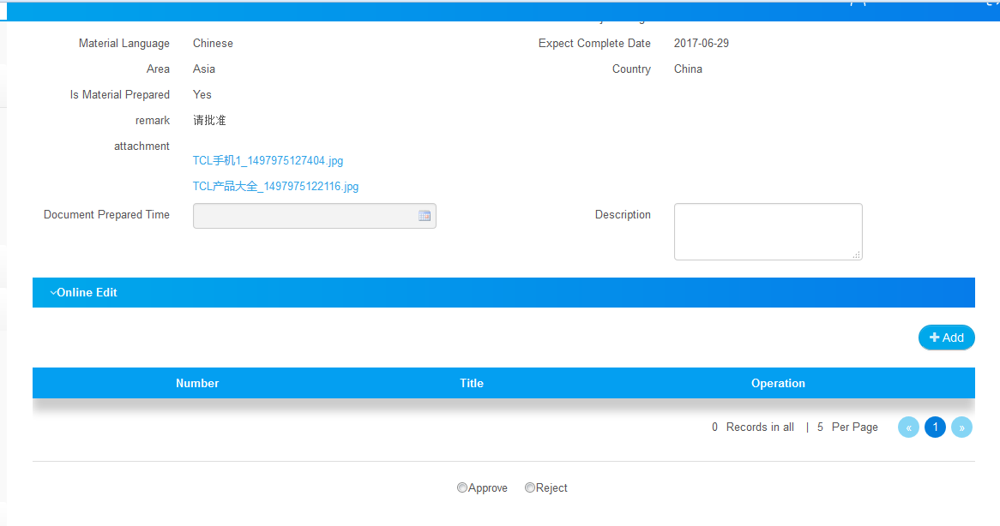 Material Language Chinese Expect Complete Date 2017-06-29
Area Asia Country China
Is Material Prepared Yes
remark 请批准
attachment
TCL手机1_1497975127404.jpg
TCL产品大全_1497975122116.jpg
Document Prepared Time Description
Online Edit
+ Add
Number Title Operation
0 Records in all | 5 Per Page « 1 »
Approve Reject